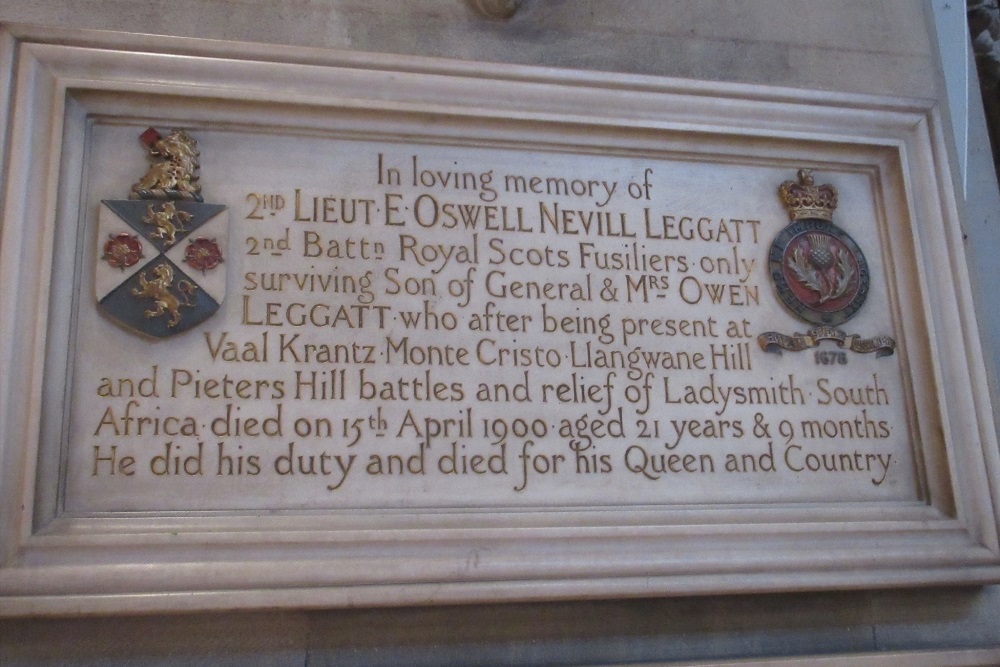 In loving memory of
2ND LIEUT·E·OSWELL NEVILL LEGGATT
2nd Battn Royal Scots Fusiliers·only
surviving Son of General & MRS OWEN
LEGGATT·who after being present at
Vaal Krantz·Monte Cristo·Llangwane Hill
and Pieters Hill battles and relief of Ladysmith·South
Africa·died on 15th April 1900·aged 21 years & 9 months·
He did his duty and died for his Queen and Country·
1678